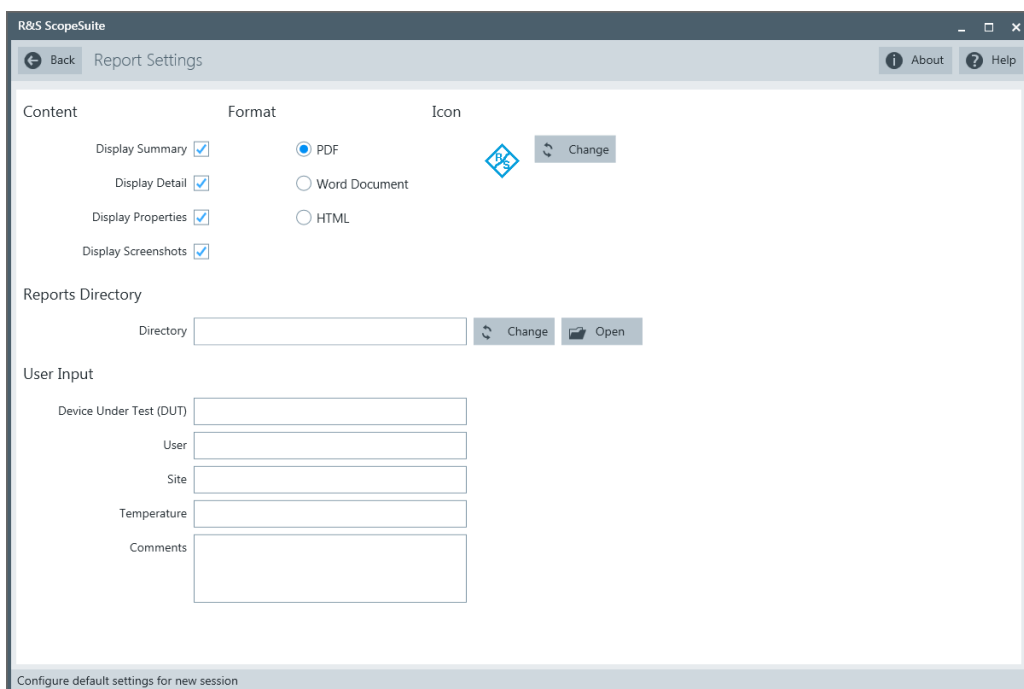 R&S ScopeSuite
Back Report Settings About Help
Content Format Icon
Display Summary PDF R&S Change
Display Detail Word Document
Display Properties HTML
Display Screenshots
Reports Directory
Directory Change Open
User Input
Device Under Test (DUT)
User
Site
Temperature
Comments
Configure default settings for new session